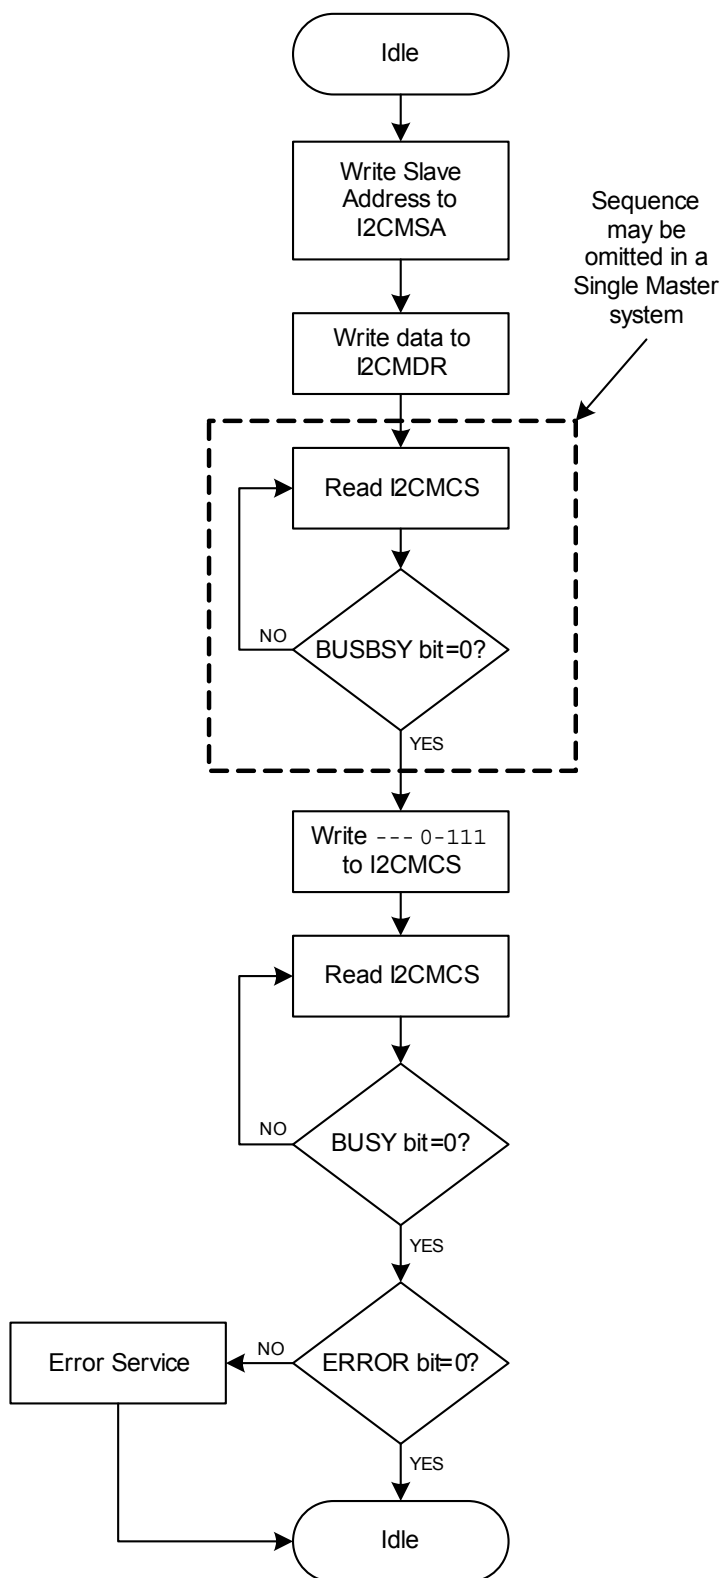 Idle
Write Slave
Address to
I2CMSA
Sequence
may be
omitted in a
Single Master
system
Write data to
I2CMDR
Read I2CMCS
NO
BUSBSY bit=0?
YES
Write --- 0-111
to I2CMCS
Read I2CMCS
NO
BUSY bit=0?
YES
Error Service
NO
ERROR bit=0?
YES
Idle